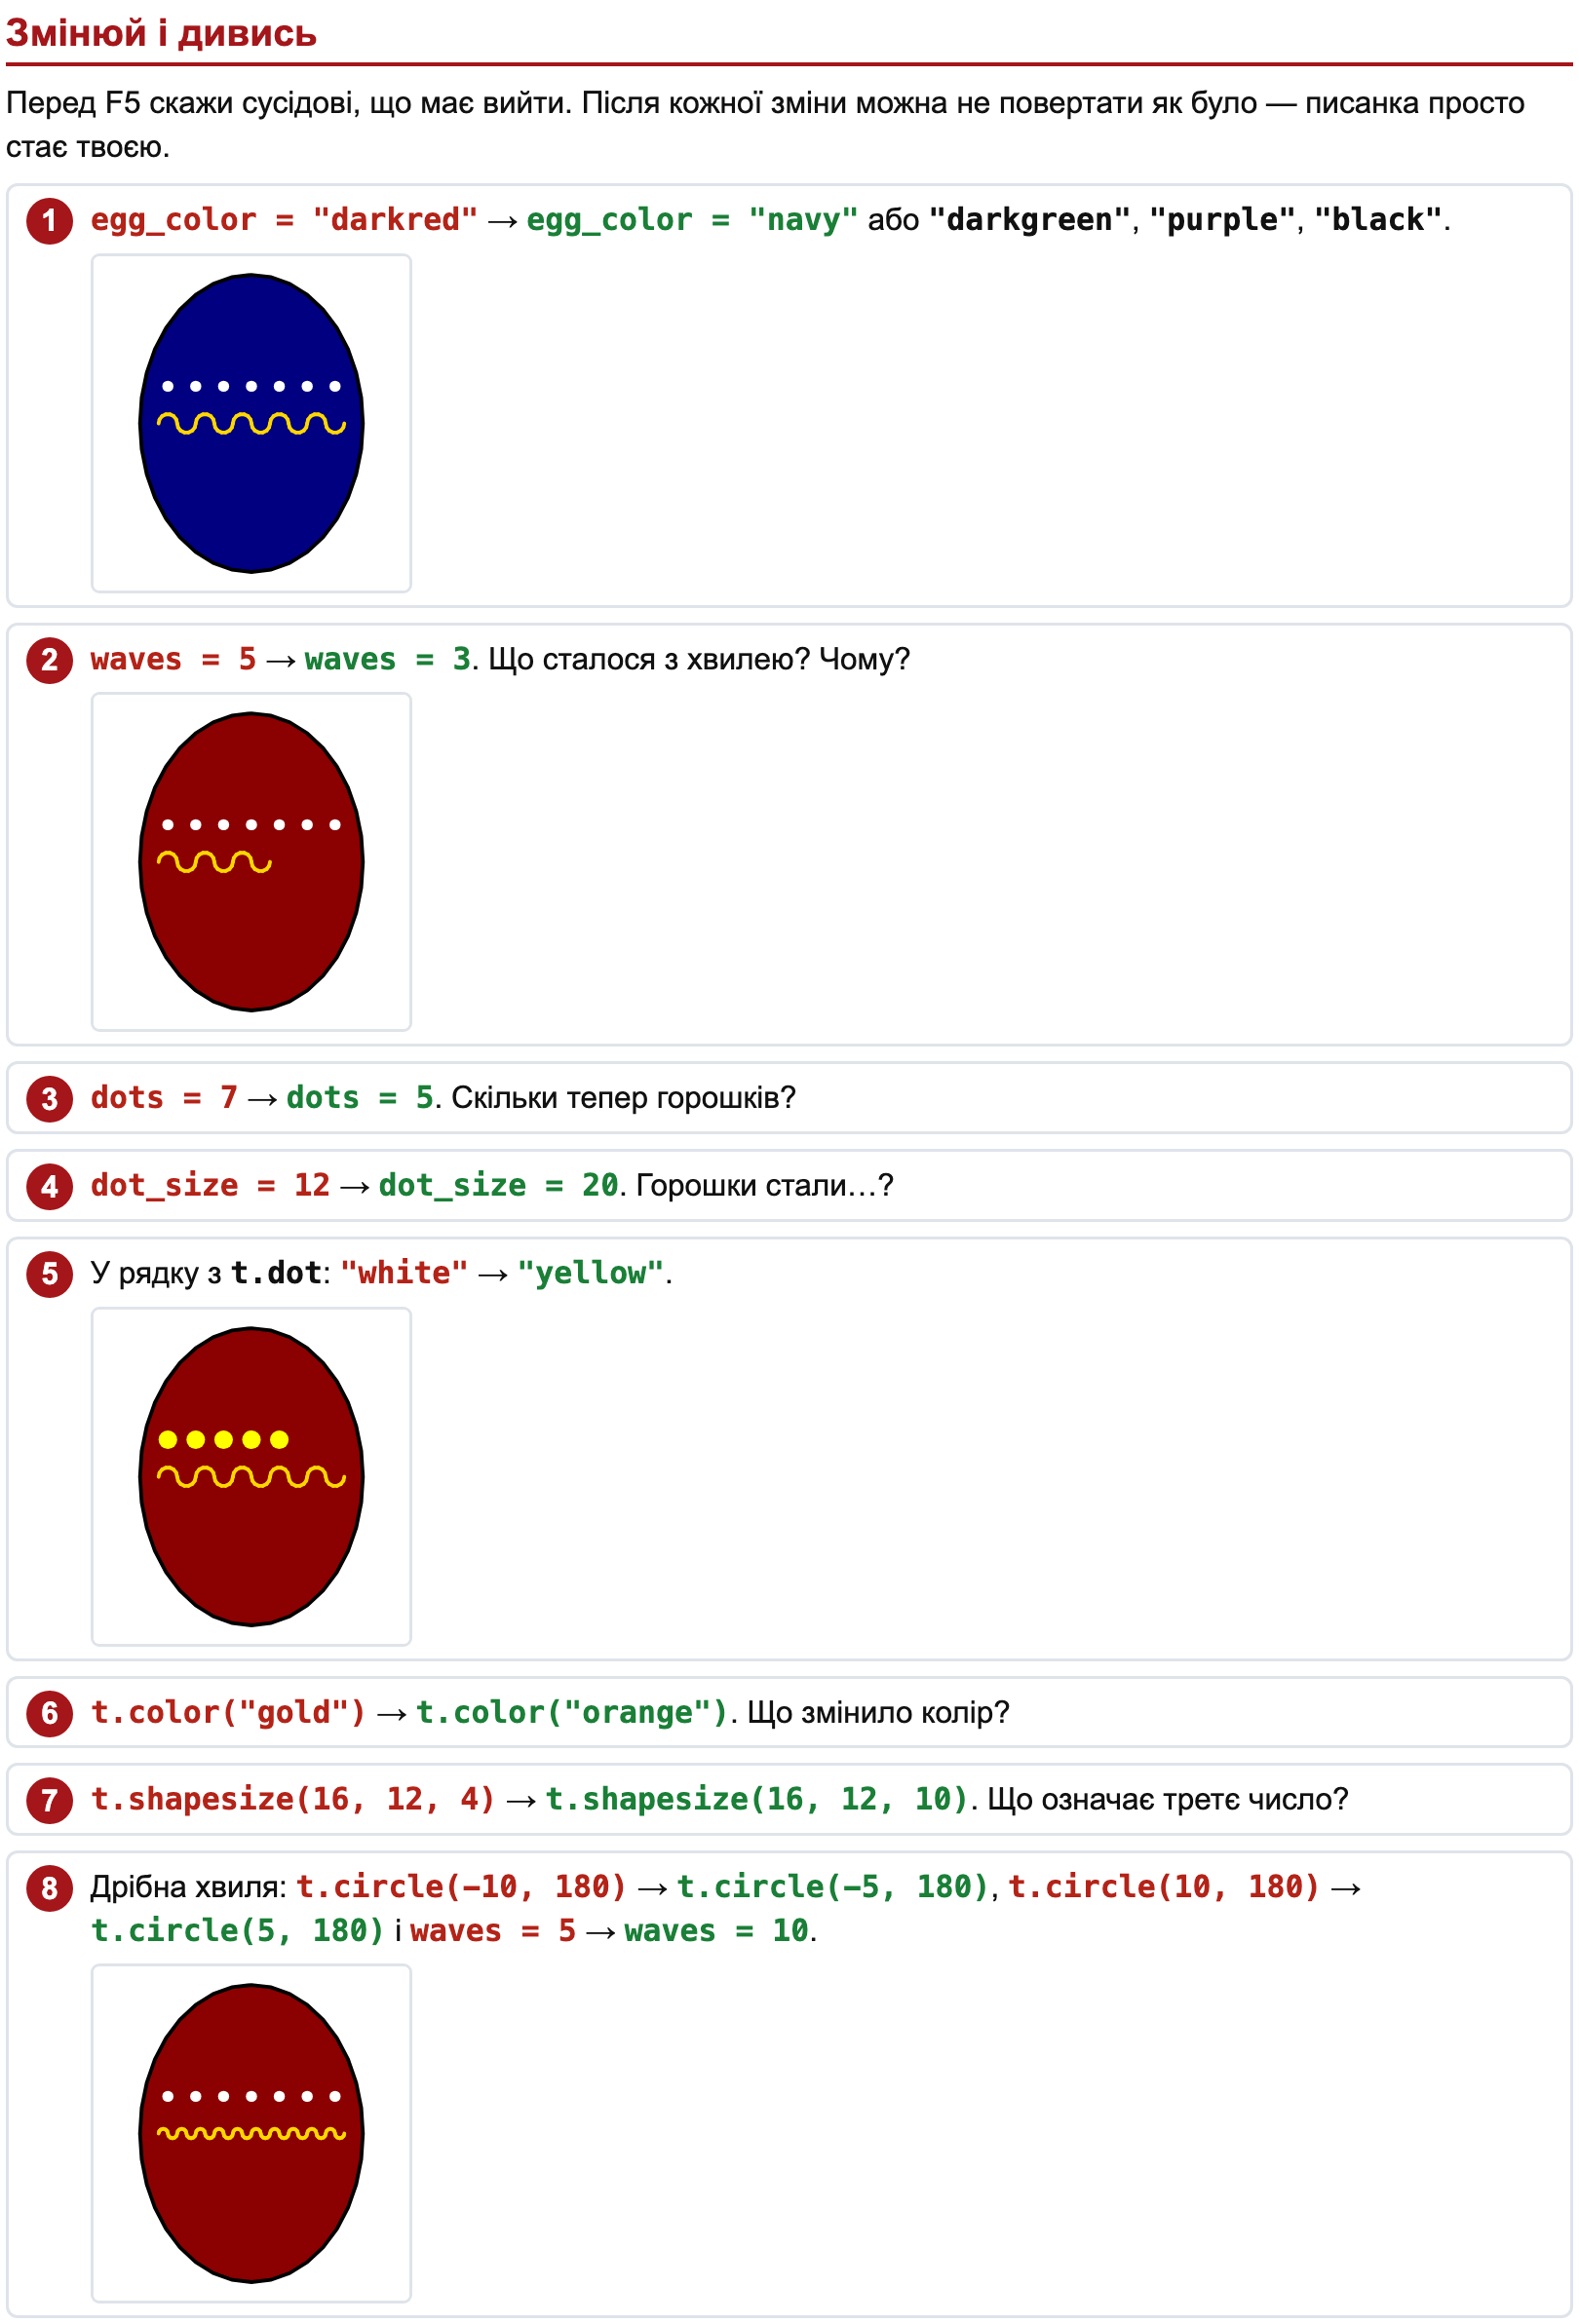 Змінюй і дивись
Перед F5 скажи сусідові, що має вийти. Після кожної зміни можна не повертати як було — писанка просто
стає твоєю.
1 egg_color = "darkred" → egg_color = "navy" або "darkgreen", "purple", "black".
2 waves = 5 → waves = 3. Що сталося з хвилею? Чому?
3 dots = 7 → dots = 5. Скільки тепер горошків?
4 dot_size = 12 → dot_size = 20. Горошки стали…?
5 У рядку з t.dot: "white" → "yellow".
6 t.color("gold") → t.color("orange"). Що змінило колір?
7 t.shapesize(16, 12, 4) → t.shapesize(16, 12, 10). Що означає третє число?
8 Дрібна хвиля: t.circle(-10, 180) → t.circle(-5, 180), t.circle(10, 180) →
t.circle(5, 180) і waves = 5 → waves = 10.